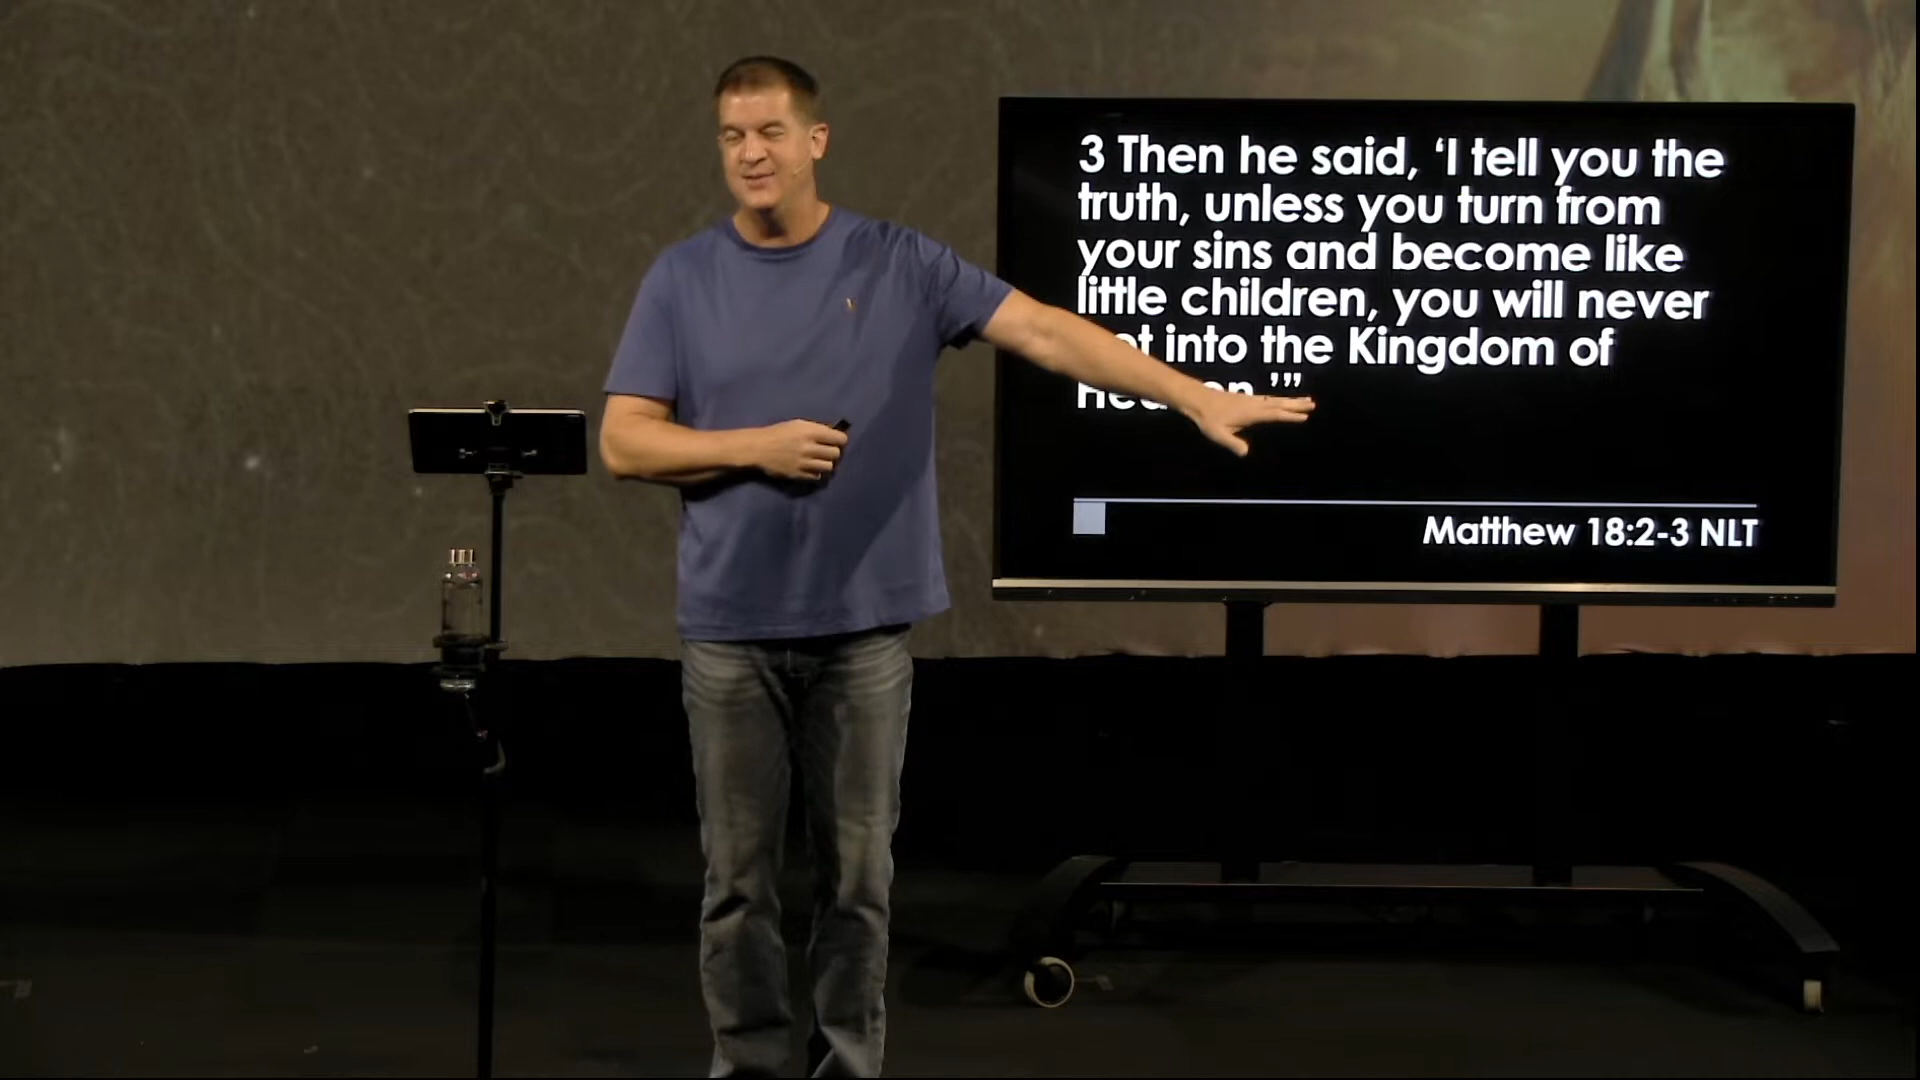 3 Then he said, ‘I tell you the
truth, unless you turn from
your sins and become like
little children, you will never
into the Kingdom of
’”
Matthew 18:2-3 NLT